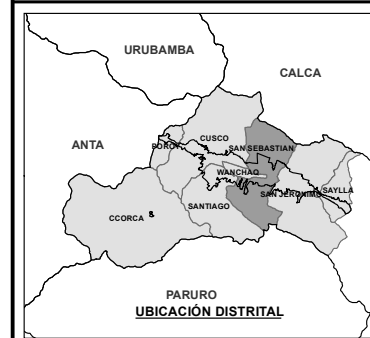 URUBAMBA
CALCA
ANTA
CUSCO
POROY
SAN SEBASTIAN
WANCHAQ
SAN JERONIMO
SAYLLA
CCORCA
SANTIAGO
PARURO
UBICACIÓN DISTRITAL